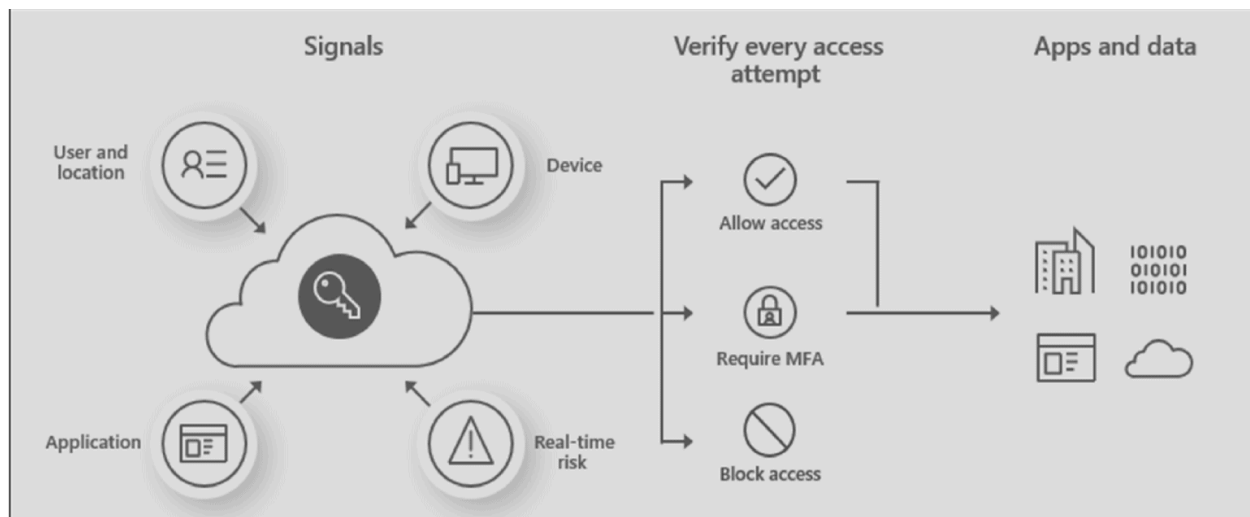 Signals
Verify every access
attempt
Apps and data
User and
location
Device
Allow access
101010
010101
101010
Require MFA
Application
Real-time
risk
Block access